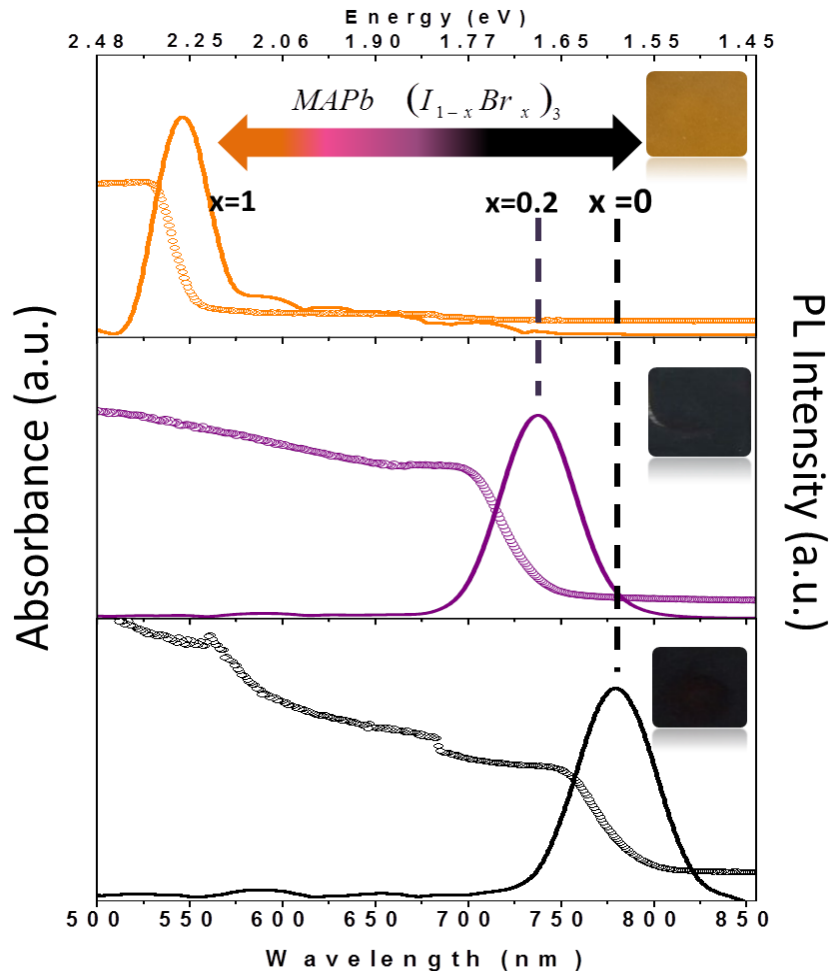 Energy (eV)
2.48 2.25 2.06 1.90 1.77 1.65 1.55 1.45
MAPb (I1-xBrx)3
x=1 x=0.2 x =0
Absorbance (a.u.)
PL Intensity (a.u.)
500 550 600 650 700 750 800 850
Wavelength (nm)